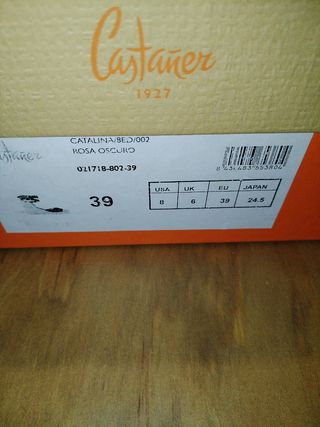 Castañer
1927
Castañer
CATALINA/8ED/002
ROSA OSCURO
021718-802-39
39
USA UK EU JAPAN
8 6 39 24.5